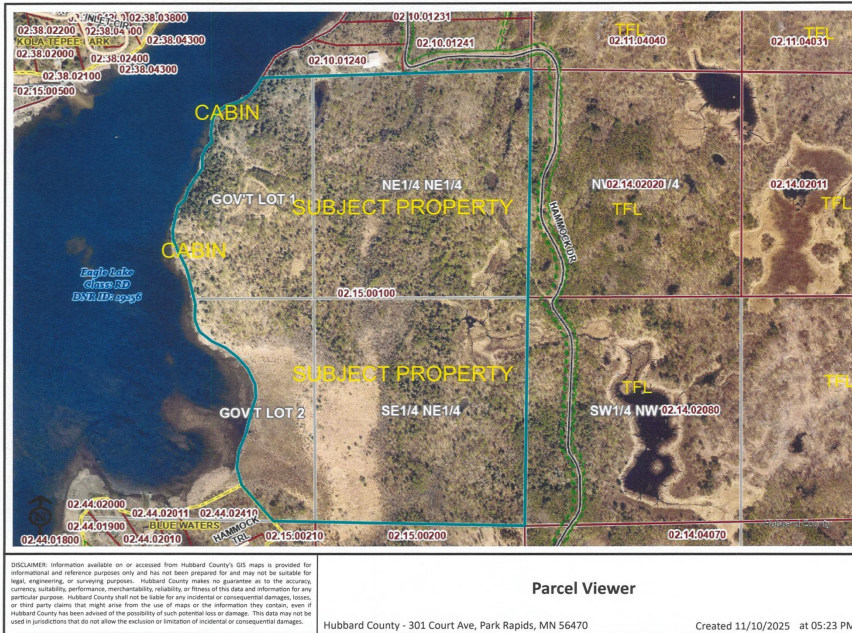 02.38.03800
02.10.01231
TFL
TFL
02.38.02200
02.38.04300
02.10.01241
02.11.04040
02.11.04031
KOLA-TEPEE PARK
02.38.02000
02.38.02400
02.10.01240
02.38.04300
02.38.02100
02.15.00500
CABIN
NE1/4 NE1/4
02.14.02020
02.14.02011
GOV'T LOT 1
SUBJECT PROPERTY
TFL
TFL
HAMMOCK DR
CABIN
Eagle Lake
Class: RD
DNR ID: 29256
02.15.00100
SUBJECT PROPERTY
TFL
TFL
GOV'T LOT 2
SE1/4 NE1/4
SW1/4 NW
02.14.02080
02.44.02000
02.44.02011
02.44.02410
02.44.01900
BLUE WATERS
02.44.01800
02.44.02010
HAMMOCK TRL
02.15.00210
02.15.00200
02.14.04070
DISCLAIMER: Information available on or accessed from Hubbard County's GIS maps is provided for
informational and reference purposes only and has not been prepared for and may not be suitable for
legal, engineering, or surveying purposes. Hubbard County makes no guarantee as to the accuracy,
currency, suitability, performance, merchantability, reliability, or fitness of this data and information for any
particular purpose. Hubbard County shall not be liable for any incidental or consequential damages, losses,
or third party claims that might arise from the use of maps or the information they contain, even if
Hubbard County has been advised of the possibility of such potential loss or damage. This data may not be
used in jurisdictions that do not allow the exclusion or limitation of incidental or consequential damages.
Parcel Viewer
Hubbard County - 301 Court Ave, Park Rapids, MN 56470
Created 11/10/2025 at 05:23 PM